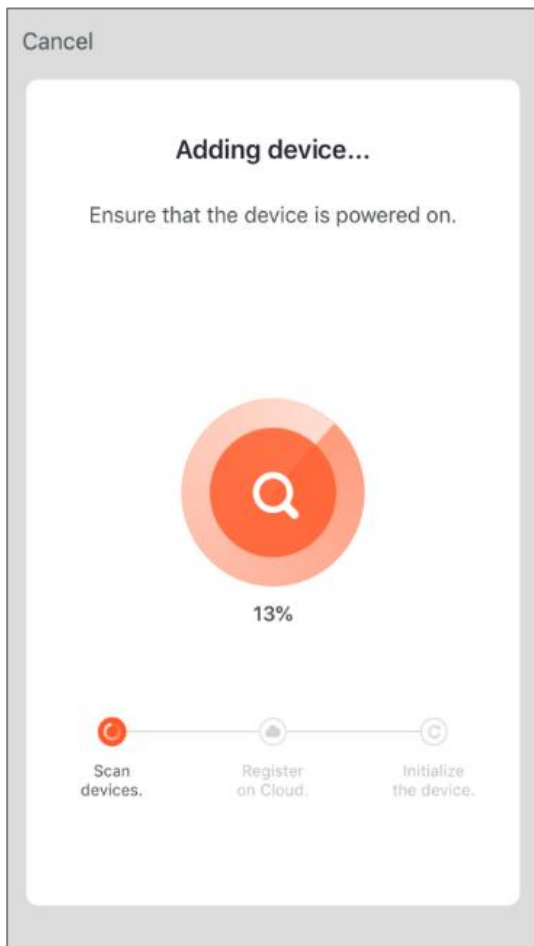 Cancel
Adding device...
Ensure that the device is powered on.
13%
Scan
devices.
Register
on Cloud.
Initialize
the device.